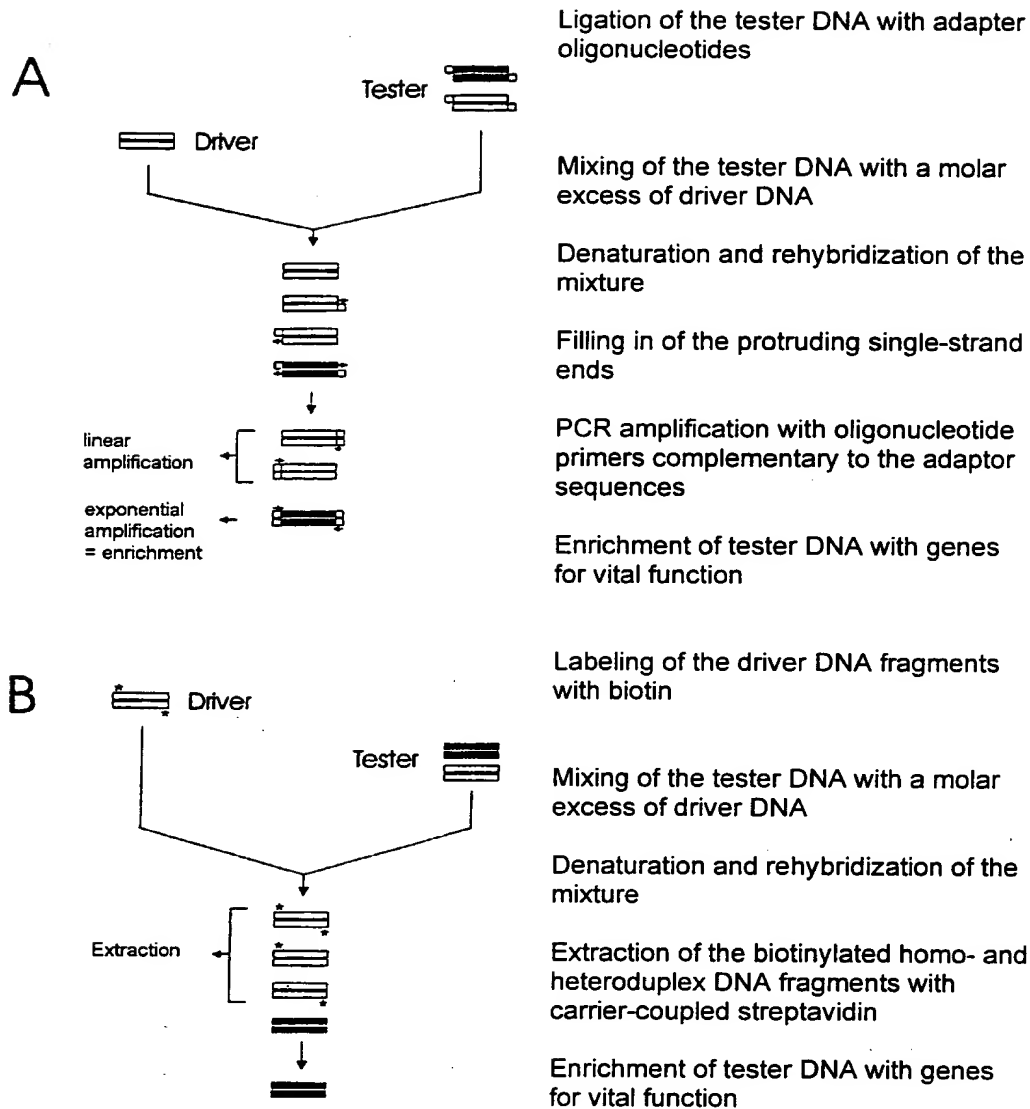 Ligation of the tester DNA with adapter
oligonucleotides
A
Tester
Driver
Mixing of the tester DNA with a molar
excess of driver DNA
Denaturation and rehybridization of the
mixture
Filling in of the protruding single-strand
ends
linear
amplification
PCR amplification with oligonucleotide
primers complementary to the adaptor
sequences
exponential
amplification
= enrichment
Enrichment of tester DNA with genes
for vital function
Labeling of the driver DNA fragments
with biotin
B
Driver
Tester
Mixing of the tester DNA with a molar
excess of driver DNA
Denaturation and rehybridization of the
mixture
Extraction
Extraction of the biotinylated homo- and
heteroduplex DNA fragments with
carrier-coupled streptavidin
Enrichment of tester DNA with genes
for vital function